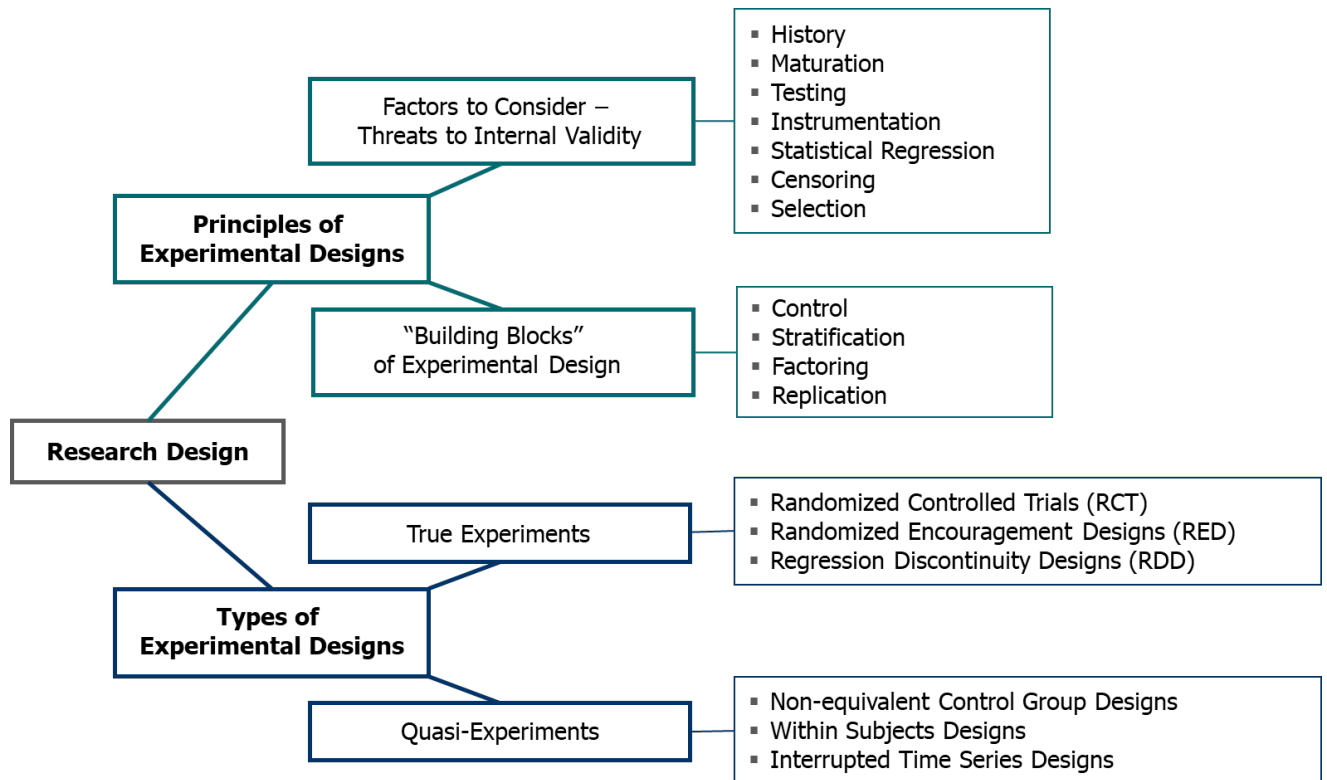 Research Design
Principles of
Experimental Designs
Factors to Consider –
Threats to Internal Validity
▪ History
▪ Maturation
▪ Testing
▪ Instrumentation
▪ Statistical Regression
▪ Censoring
▪ Selection
“Building Blocks”
of Experimental Design
▪ Control
▪ Stratification
▪ Factoring
▪ Replication
Types of
Experimental Designs
True Experiments
▪ Randomized Controlled Trials (RCT)
▪ Randomized Encouragement Designs (RED)
▪ Regression Discontinuity Designs (RDD)
Quasi-Experiments
▪ Non-equivalent Control Group Designs
▪ Within Subjects Designs
▪ Interrupted Time Series Designs